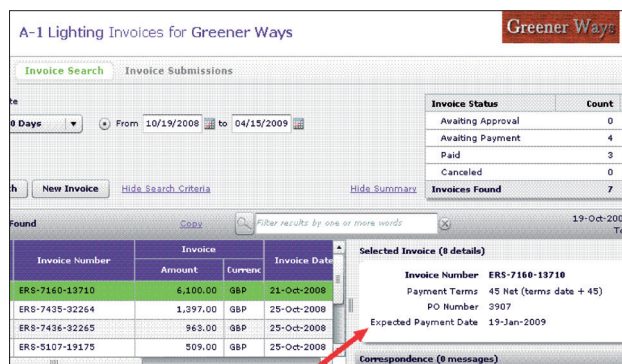 A-1 Lighting Invoices for Greener Ways
Greener Ways
Invoice Search Invoice Submissions
Invoice Status Count
Awaiting Approval 0
Awaiting Payment 4
Paid 3
Canceled 0
Invoices Found 7
Days From 10/19/2008 to 04/15/2009
New Invoice Hide Search Criteria Hide Summary
Found Copy Filter results by one or more words
Invoice Number Invoice Invoice Date
Amount Currenc
ERS-7160-13710 6,100.00 GBP 21-Oct-2008
ERS-7435-32264 1,397.00 GBP 25-Oct-2008
ERS-7436-32265 963.00 GBP 25-Oct-2008
ERS-5107-19175 509.00 GBP 25-Oct-2008
Selected Invoice (8 details)
Invoice Number ERS-7160-13710
Payment Terms 45 Net (terms date + 45)
PO Number 3907
Expected Payment Date 19-Jan-2009
Correspondence (0 messages)